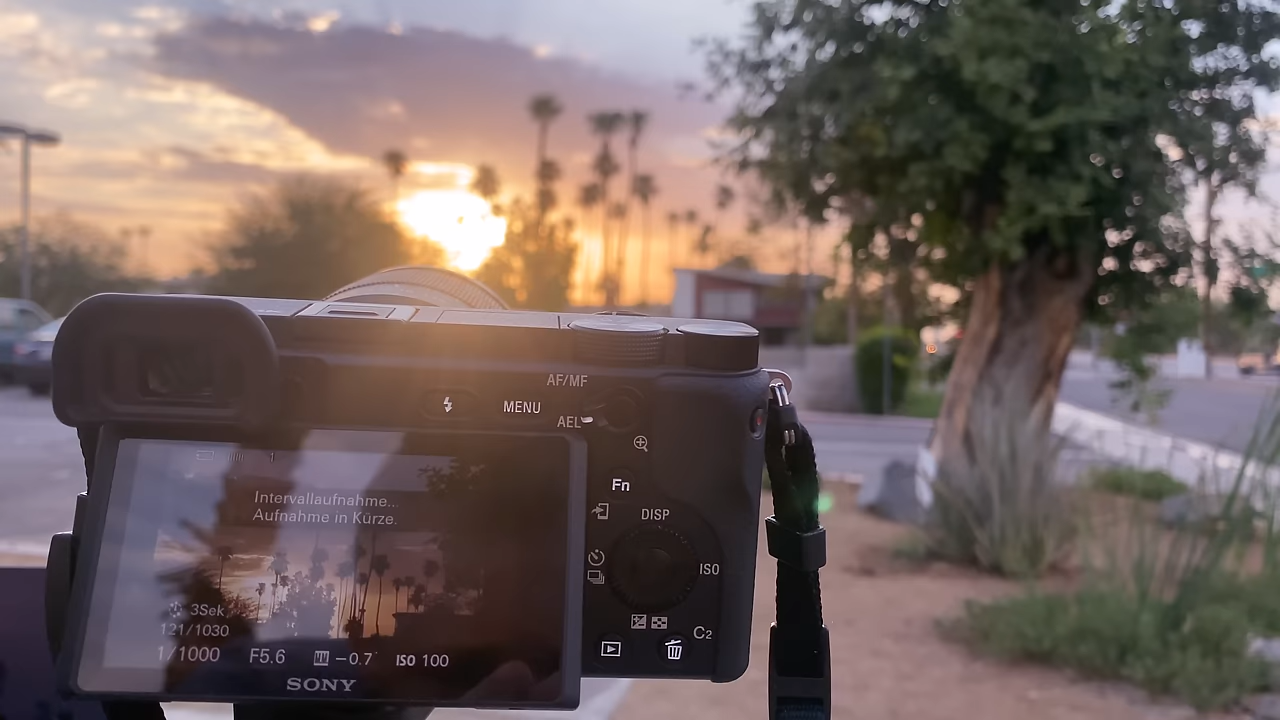 AF/MF
MENU
AEL
1
Intervallaufnahme...
Aufnahme in Kürze.
Fn
DISP
ISO
3Sek
121/1030
1/1000 F5.6 −0.7 ISO 100
C2
SONY